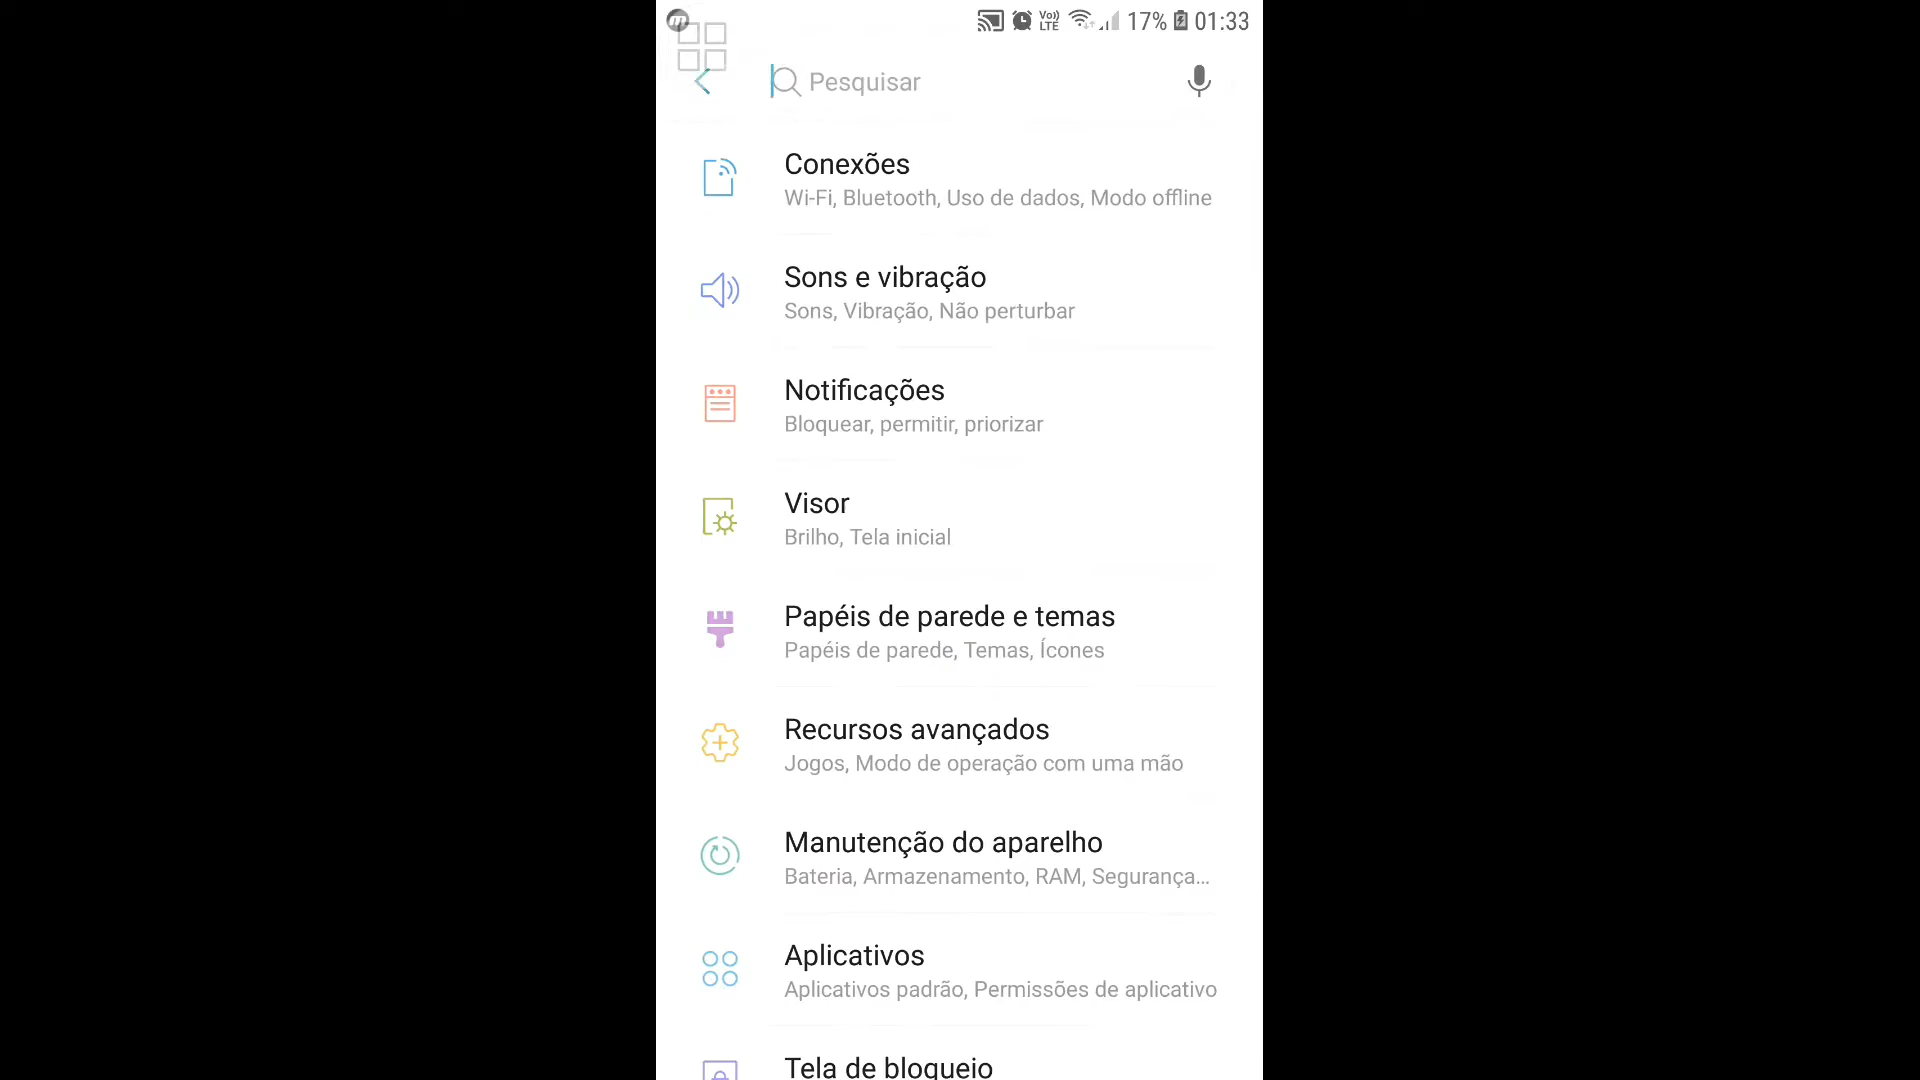 m Vo)) LTE 17% 01:33
Pesquisar
Conexões
Wi-Fi, Bluetooth, Uso de dados, Modo offline
Sons e vibração
Sons, Vibração, Não perturbar
Notificações
Bloquear, permitir, priorizar
Visor
Brilho, Tela inicial
Papéis de parede e temas
Papéis de parede, Temas, Ícones
Recursos avançados
Jogos, Modo de operação com uma mão
Manutenção do aparelho
Bateria, Armazenamento, RAM, Segurança...
Aplicativos
Aplicativos padrão, Permissões de aplicativo
Tela de bloqueio